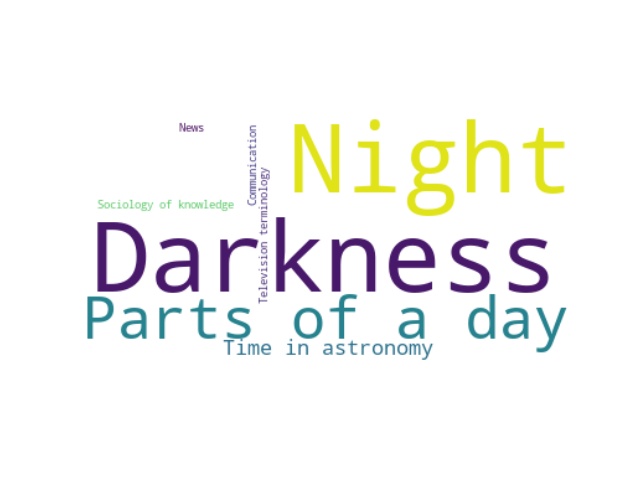 News
Communication
Night
Television terminology
Sociology of knowledge
Darkness
Parts of a day
Time in astronomy